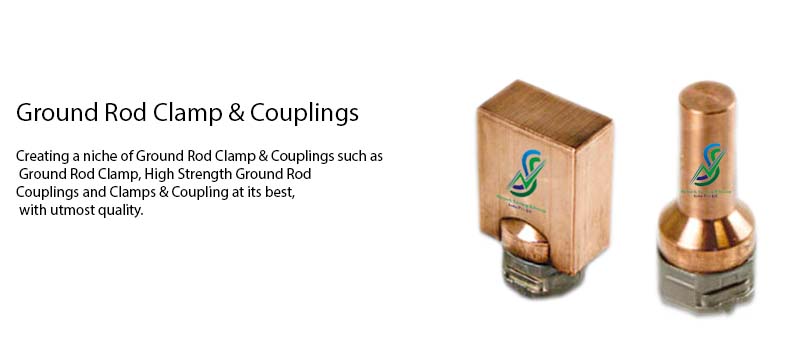 Ground Rod Clamp & Couplings
Creating a niche of Ground Rod Clamp & Couplings such as
Ground Rod Clamp, High Strength Ground Rod
Couplings and Clamps & Coupling at its best,
with utmost quality.